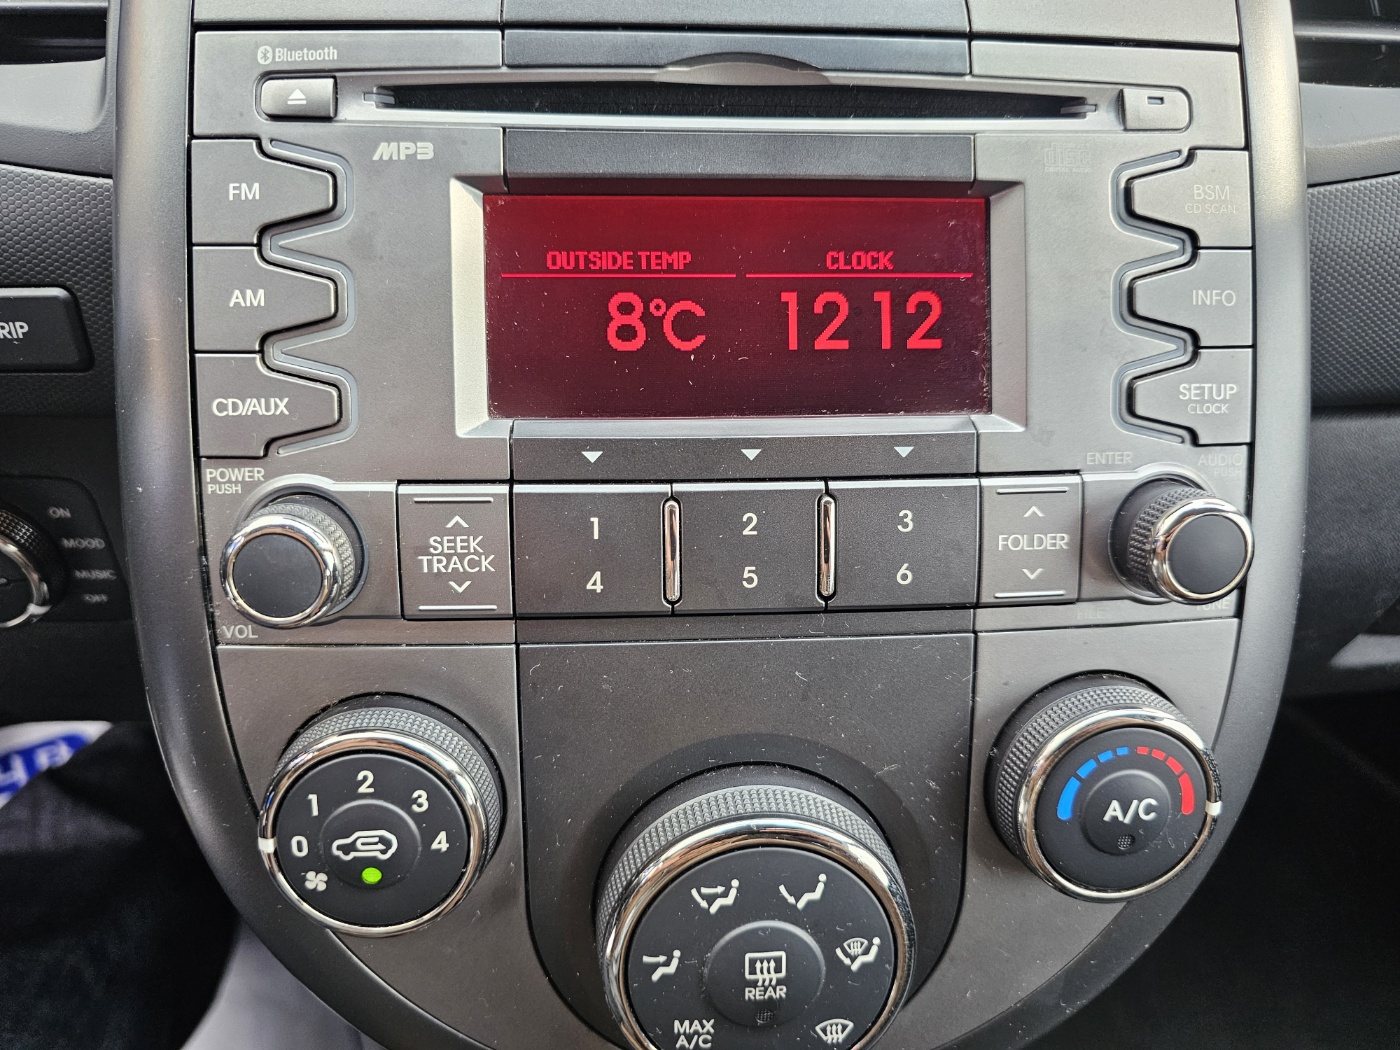 Bluetooth
MP3
FM
AM
CD/AUX
BSM
CD SCAN
INFO
SETUP
CLOCK
OUTSIDE TEMP CLOCK
8°C 12 12
POWER
PUSH
VOL
SEEK
TRACK
1 2 3
4 5 6
FOLDER
ENTER
AUDIO
TUNE
FILE
RIP
ON
MOOD
MUSIC
OFF
0 1 2 3 4
A/C
REAR
MAX
A/C